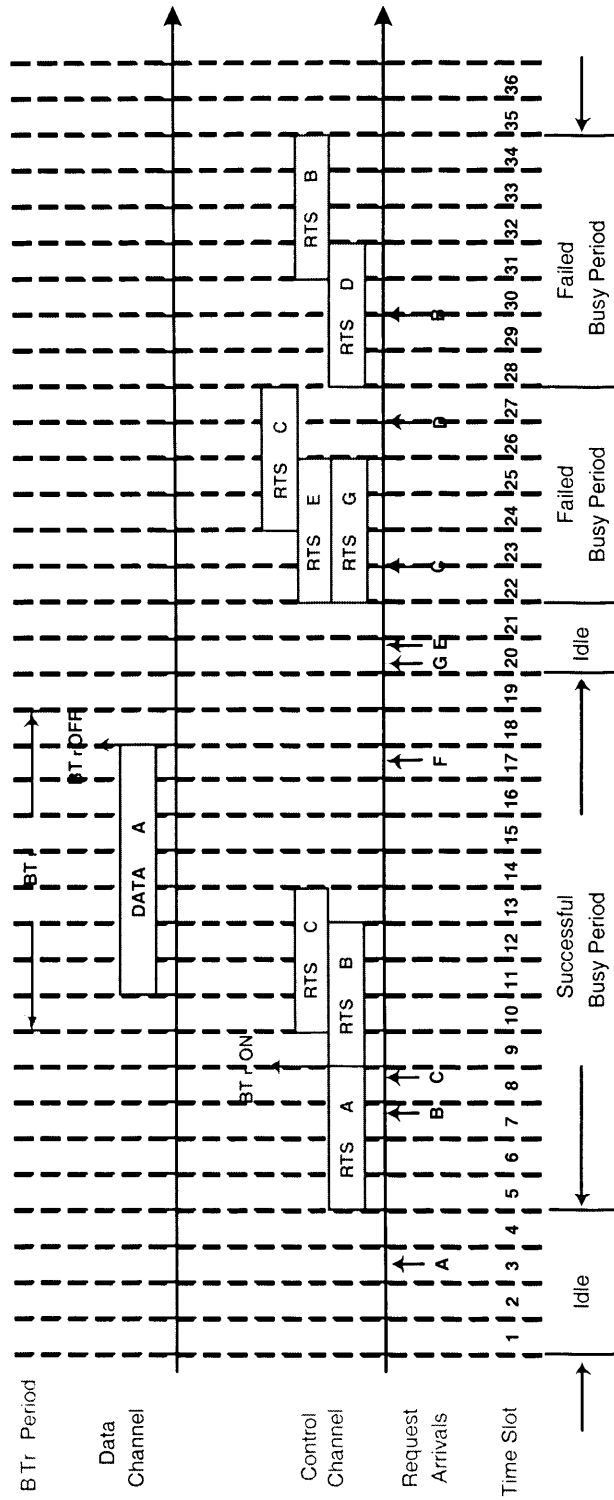 BTr Period
BTr
BTr OFF
Data
Channel
DATA A
BTr ON
Control
Channel
RTS A
RTS B
RTS C
RTS E
RTS G
RTS C
RTS D
RTS B
Request
Arrivals
A B C F G E C D B
Time Slot
1 2 3 4 5 6 7 8 9 10 11 12 13 14 15 16 17 18 19 20 21 22 23 24 25 26 27 28 29 30 31 32 33 34 35 36
Idle
Successful
Busy Period
Idle
Failed
Busy Period
Failed
Busy Period